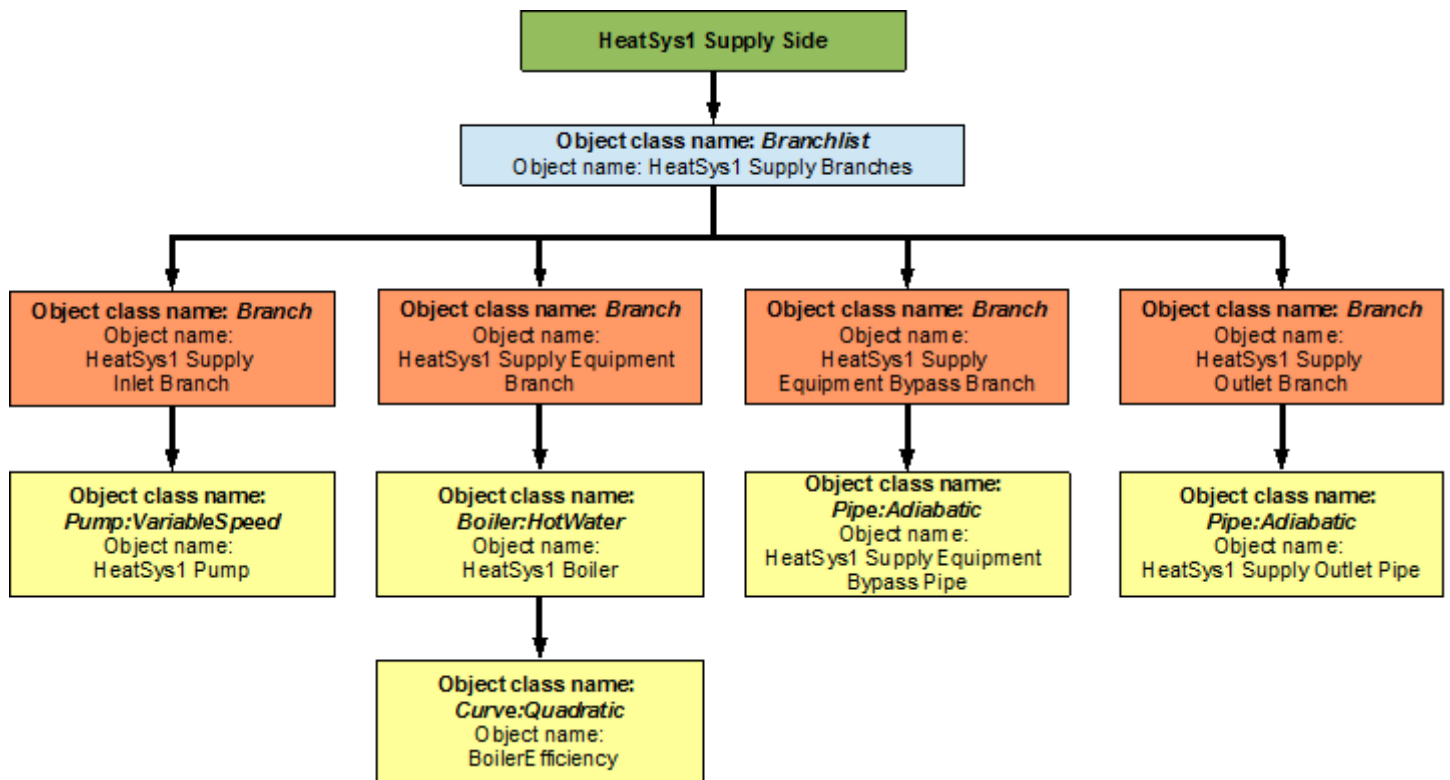 HeatSys1 Supply Side
Object class name: Branchlist
Object name: HeatSys1 Supply Branches
Object class name: Branch
Object name:
HeatSys1 Supply
Inlet Branch
Object class name: Branch
Object name:
HeatSys1 Supply Equipment
Branch
Object class name: Branch
Object name:
HeatSys1 Supply
Equipment Bypass Branch
Object class name: Branch
Object name:
HeatSys1 Supply
Outlet Branch
Object class name:
Pump:VariableSpeed
Object name:
HeatSys1 Pump
Object class name:
Boiler:HotWater
Object name:
HeatSys1 Boiler
Object class name:
Pipe:Adiabatic
Object name:
HeatSys1 Supply Equipment
Bypass Pipe
Object class name:
Pipe:Adiabatic
Object name:
HeatSys1 Supply Outlet Pipe
Object class name:
Curve:Quadratic
Object name:
BoilerEfficiency